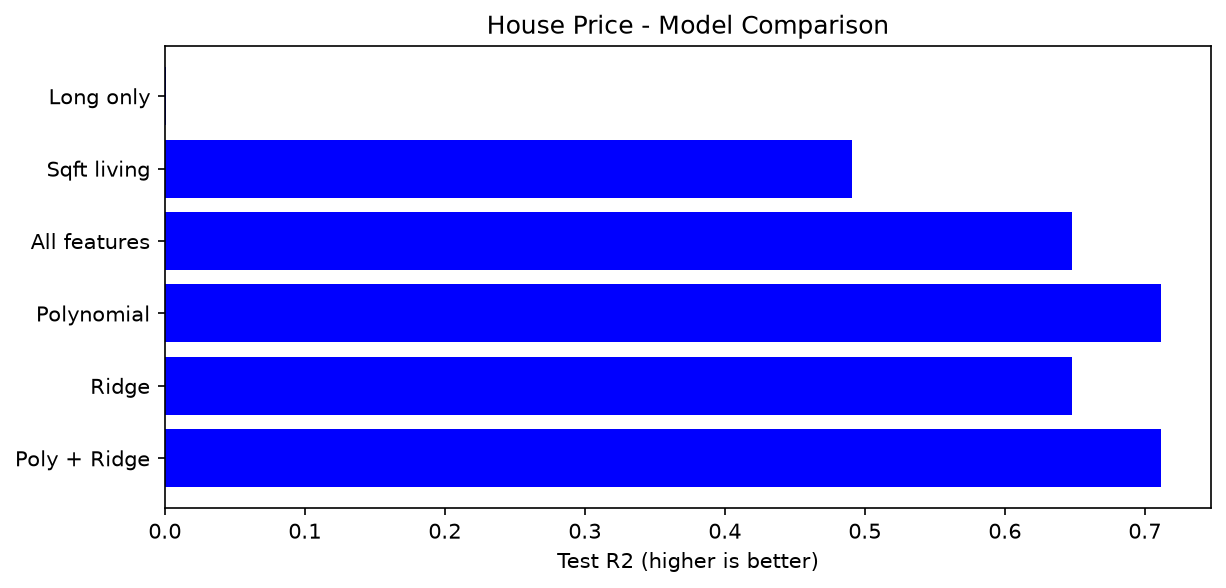 House Price - Model Comparison
Long only
Sqft living
All features
Polynomial
Ridge
Poly + Ridge
0.0 0.1 0.2 0.3 0.4 0.5 0.6 0.7
Test R2 (higher is better)